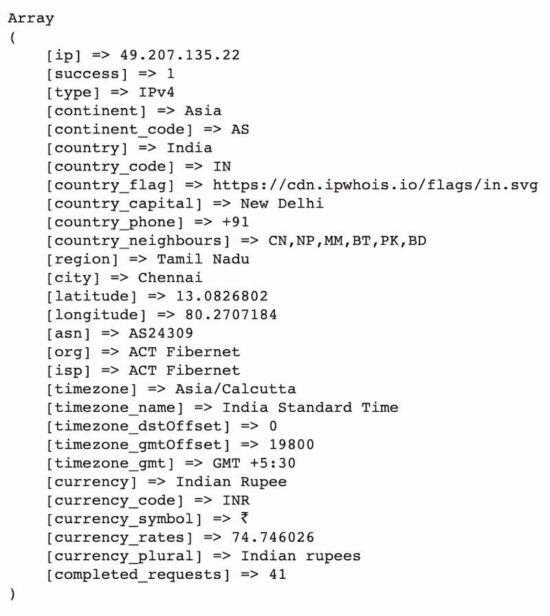 Array
(
[ip] => 49.207.135.22
[success] => 1
[type] => IPv4
[continent] => Asia
[continent_code] => AS
[country] => India
[country_code] => IN
[country_flag] => https://cdn.ipwhois.io/flags/in.svg
[country_capital] => New Delhi
[country_phone] => +91
[country_neighbours] => CN,NP,MM,BT,PK,BD
[region] => Tamil Nadu
[city] => Chennai
[latitude] => 13.0826802
[longitude] => 80.2707184
[asn] => AS24309
[org] => ACT Fibernet
[isp] => ACT Fibernet
[timezone] => Asia/Calcutta
[timezone_name] => India Standard Time
[timezone_dstOffset] => 0
[timezone_gmtOffset] => 19800
[timezone_gmt] => GMT +5:30
[currency] => Indian Rupee
[currency_code] => INR
[currency_symbol] => ₹
[currency_rates] => 74.746026
[currency_plural] => Indian rupees
[completed_requests] => 41
)